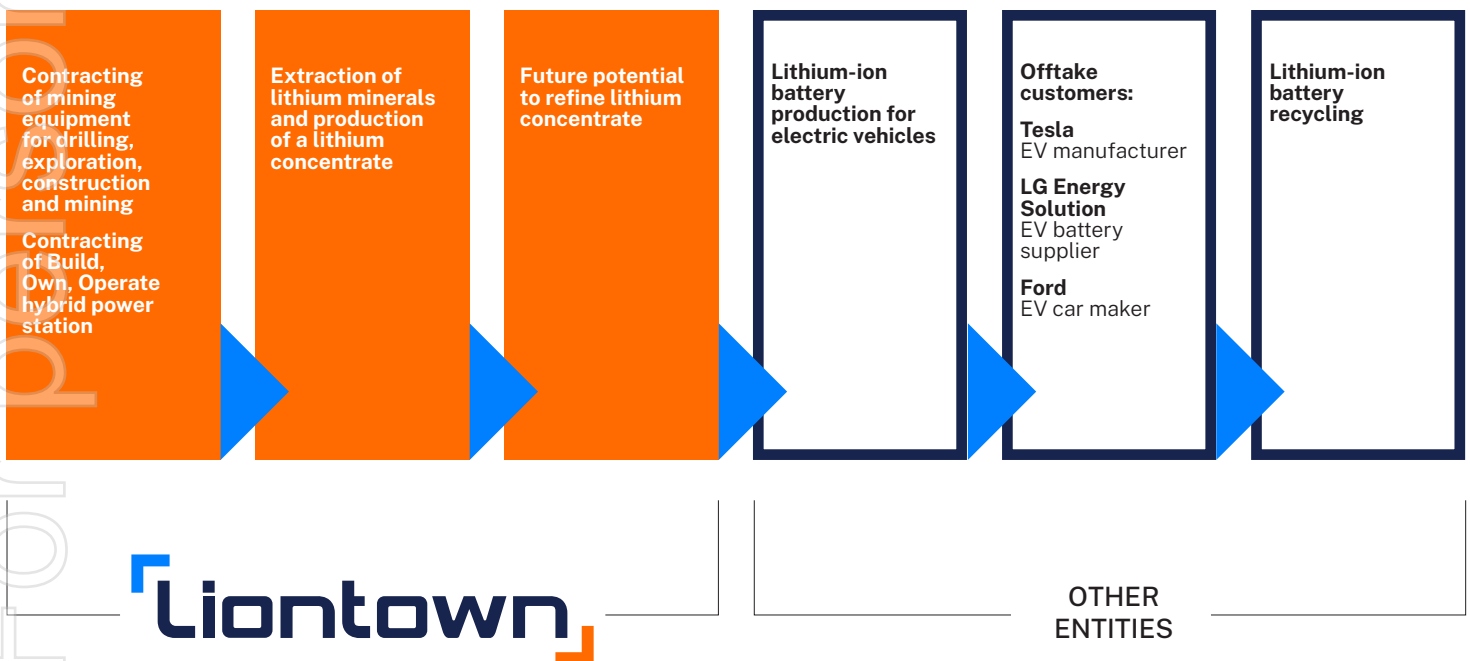 Contracting
of mining
equipment
for drilling,
exploration,
construction
and mining
Contracting
of Build,
Own, Operate
hybrid power
station
Extraction of
lithium minerals
and production
of a lithium
concentrate
Future potential
to refine lithium
concentrate
Lithium-ion
battery
production for
electric vehicles
Offtake
customers:
Tesla
EV manufacturer
LG Energy
Solution
EV battery
supplier
Ford
EV car maker
Lithium-ion
battery
recycling
Liontown
OTHER
ENTITIES
For person